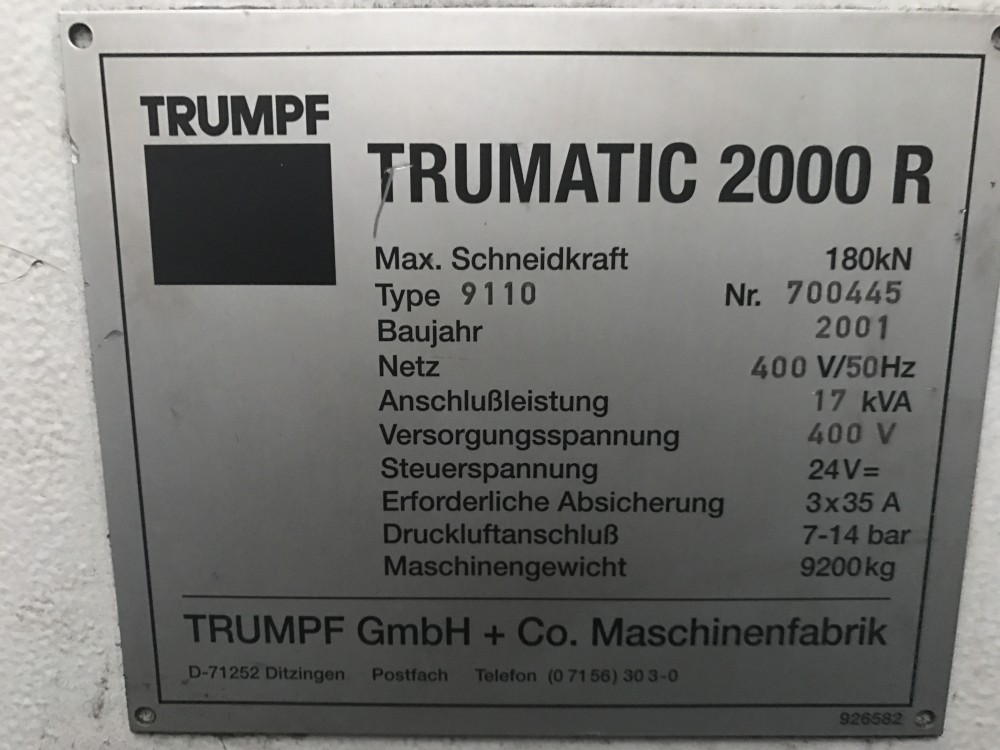 TRUMPF
TRUMATIC 2000 R
Max. Schneidkraft 180kN
Type 9110 Nr. 700445
Baujahr 2001
Netz 400 V/50Hz
Anschlußleistung 17 kVA
Versorgungsspannung 400 V
Steuerspannung 24V=
Erforderliche Absicherung 3x35 A
Druckluftanschluß 7-14 bar
Maschinengewicht 9200kg
TRUMPF GmbH + Co. Maschinenfabrik
D-71252 Ditzingen Postfach Telefon (0 71 56) 30 3-0
926582